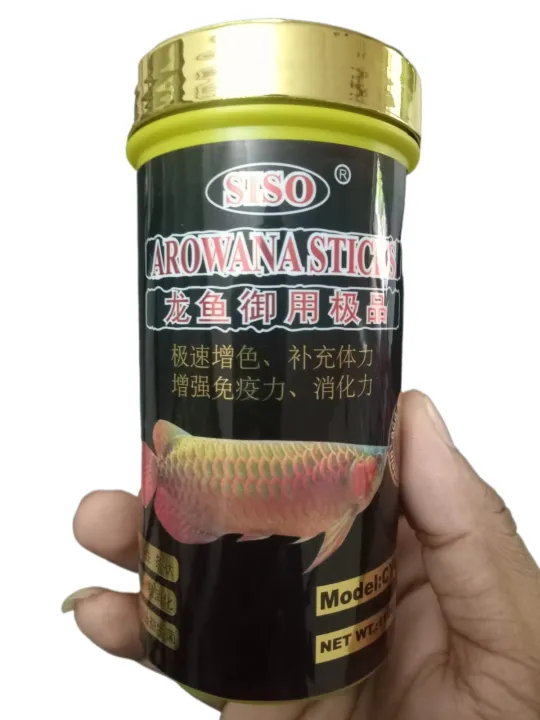 SISO ®
AROWANA STICKS
龙鱼御用极品
极速增色、补充体力
增强免疫力、消化力
Model:
NET WT.: